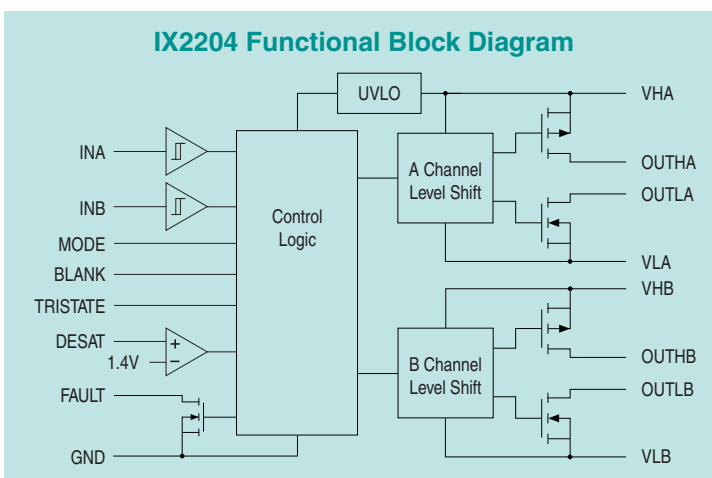 IX2204 Functional Block Diagram
UVLO
VHA
INA
A Channel
Level Shift
OUTHA
OUTLA
INB
Control
Logic
MODE
BLANK
VLA
VHB
TRISTATE
DESAT
+
1.4V
−
B Channel
Level Shift
OUTHB
OUTLB
FAULT
GND
VLB